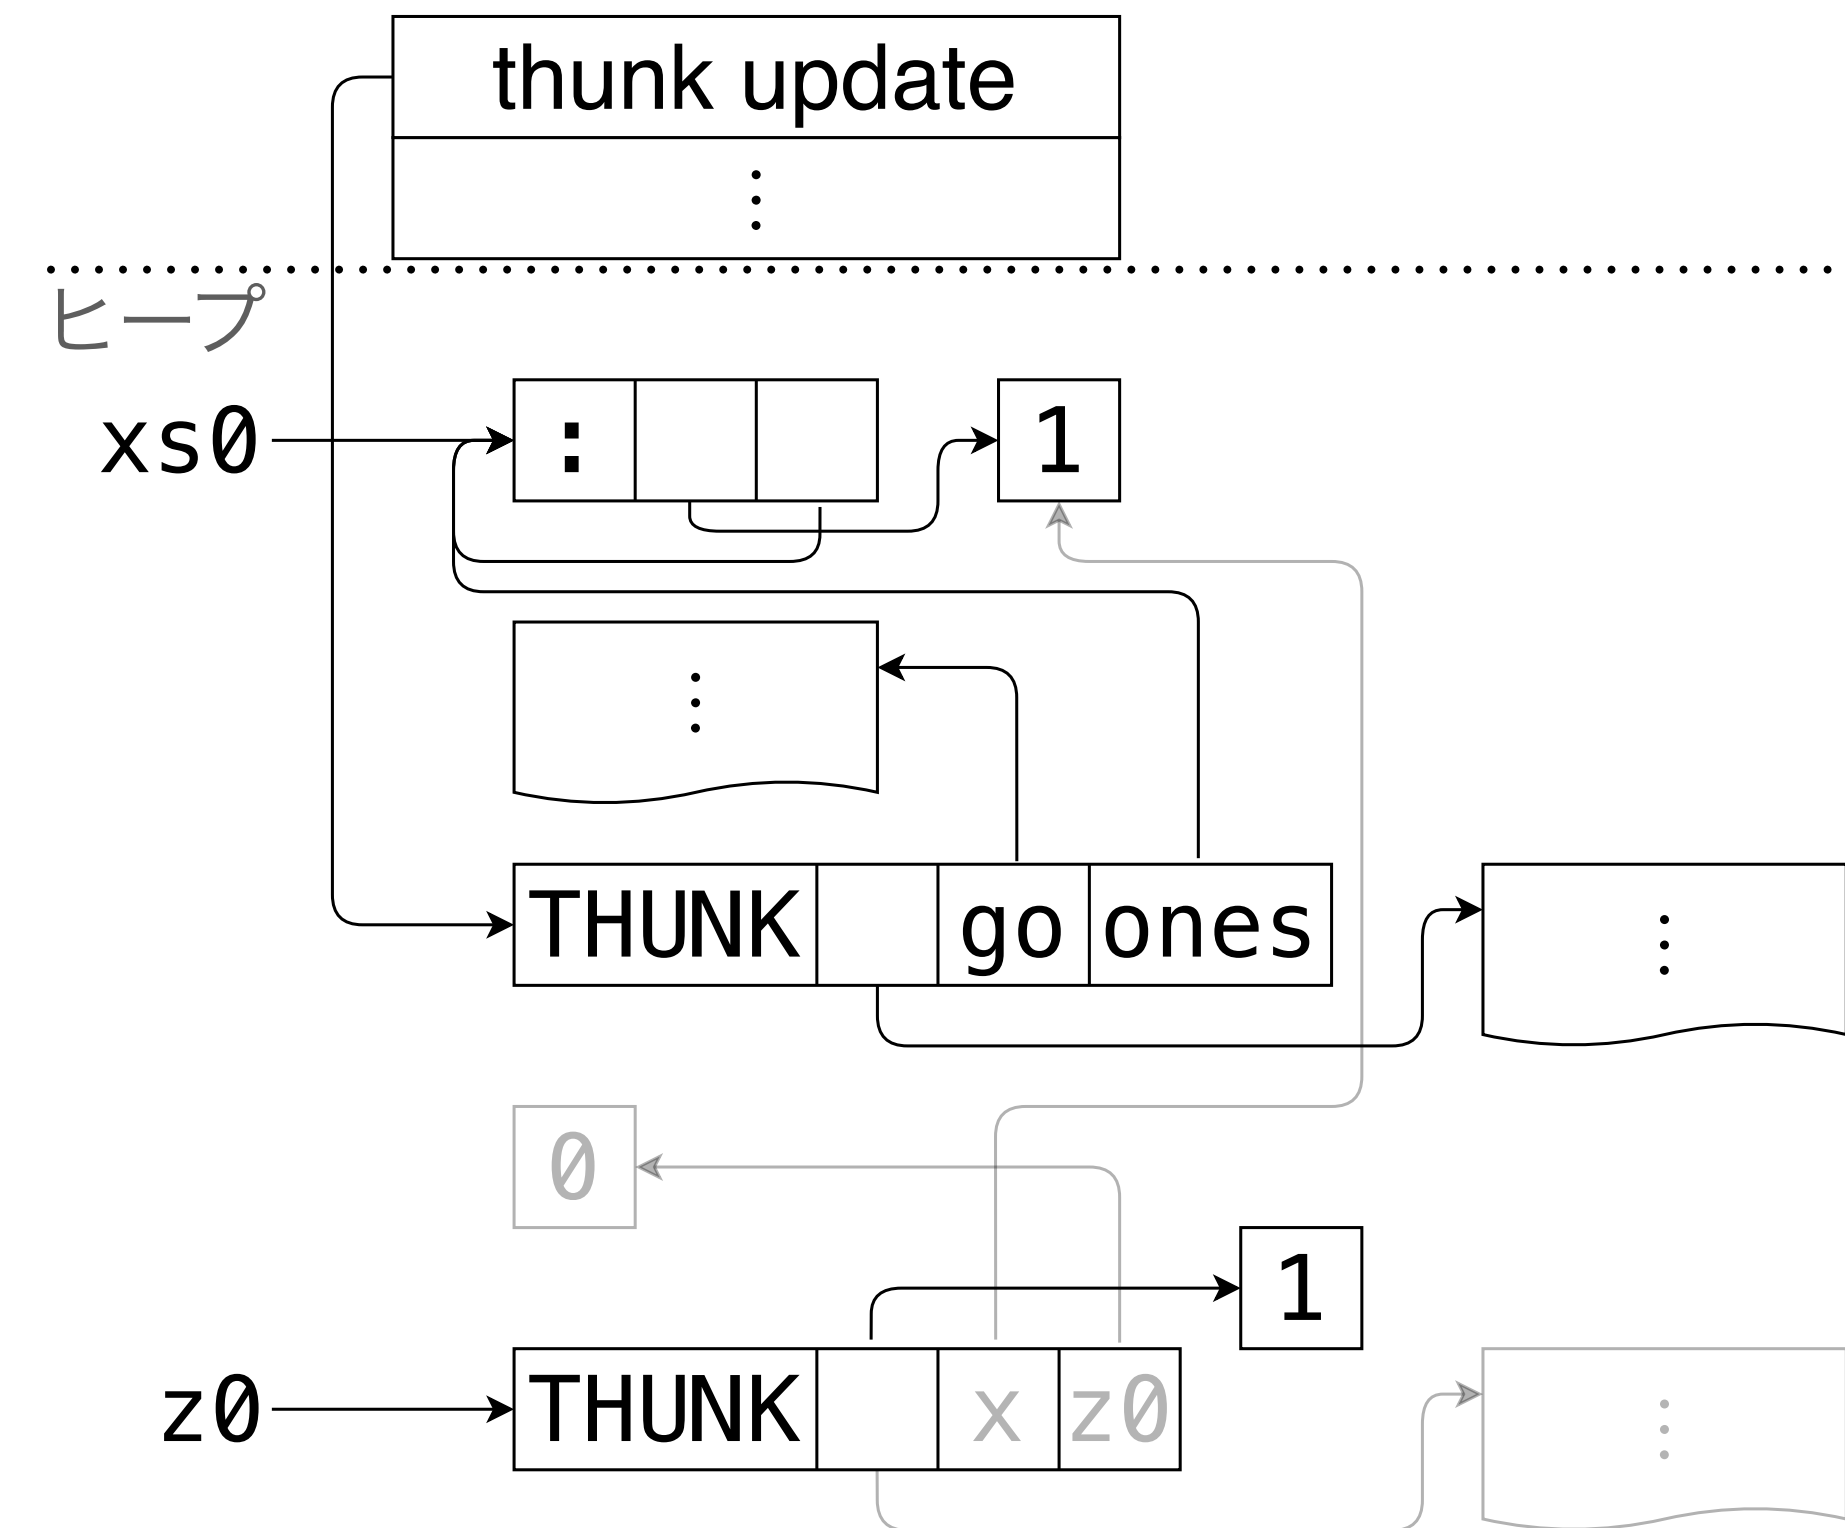 thunk update
⋮
ヒープ
xs0 : 1
⋮
THUNK go ones ⋮
0
1
z0 THUNK x z0 ⋮